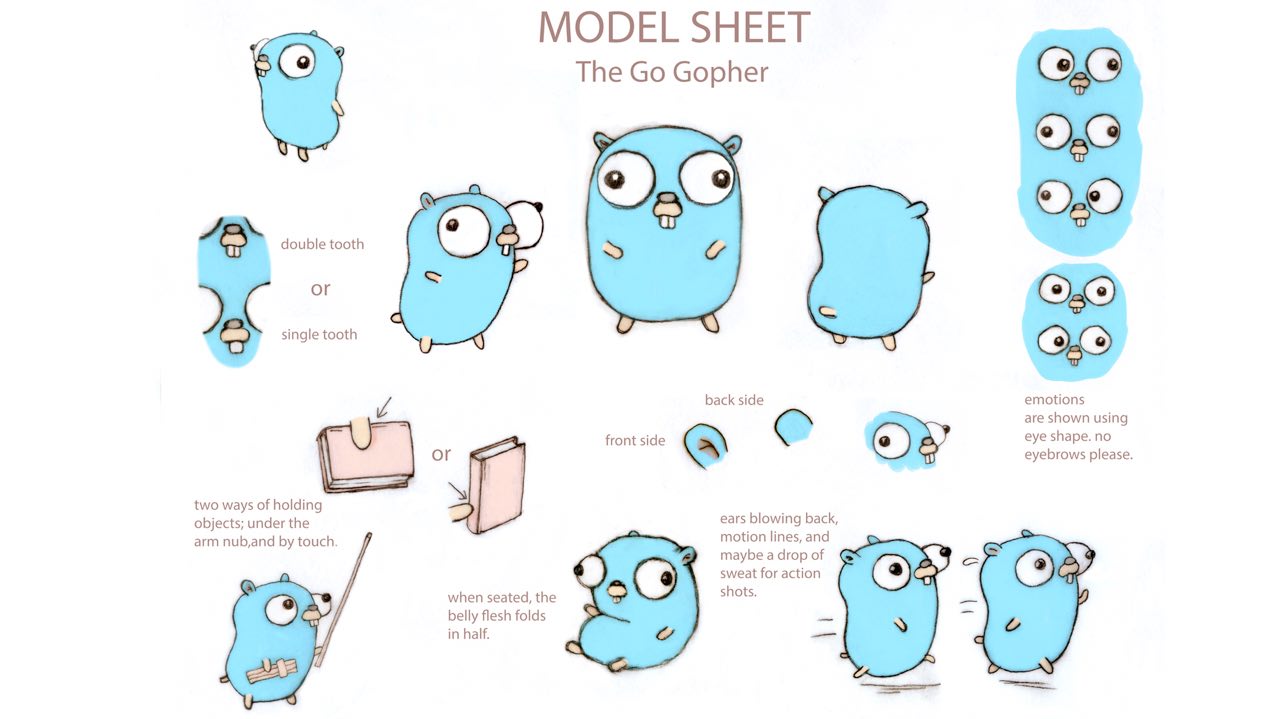 MODEL SHEET
The Go Gopher
double tooth
or
single tooth
emotions
are shown using
eye shape. no
eyebrows please.
back side
front side
or
two ways of holding
objects; under the
arm nub,and by touch.
when seated, the
belly flesh folds
in half.
ears blowing back,
motion lines, and
maybe a drop of
sweat for action
shots.